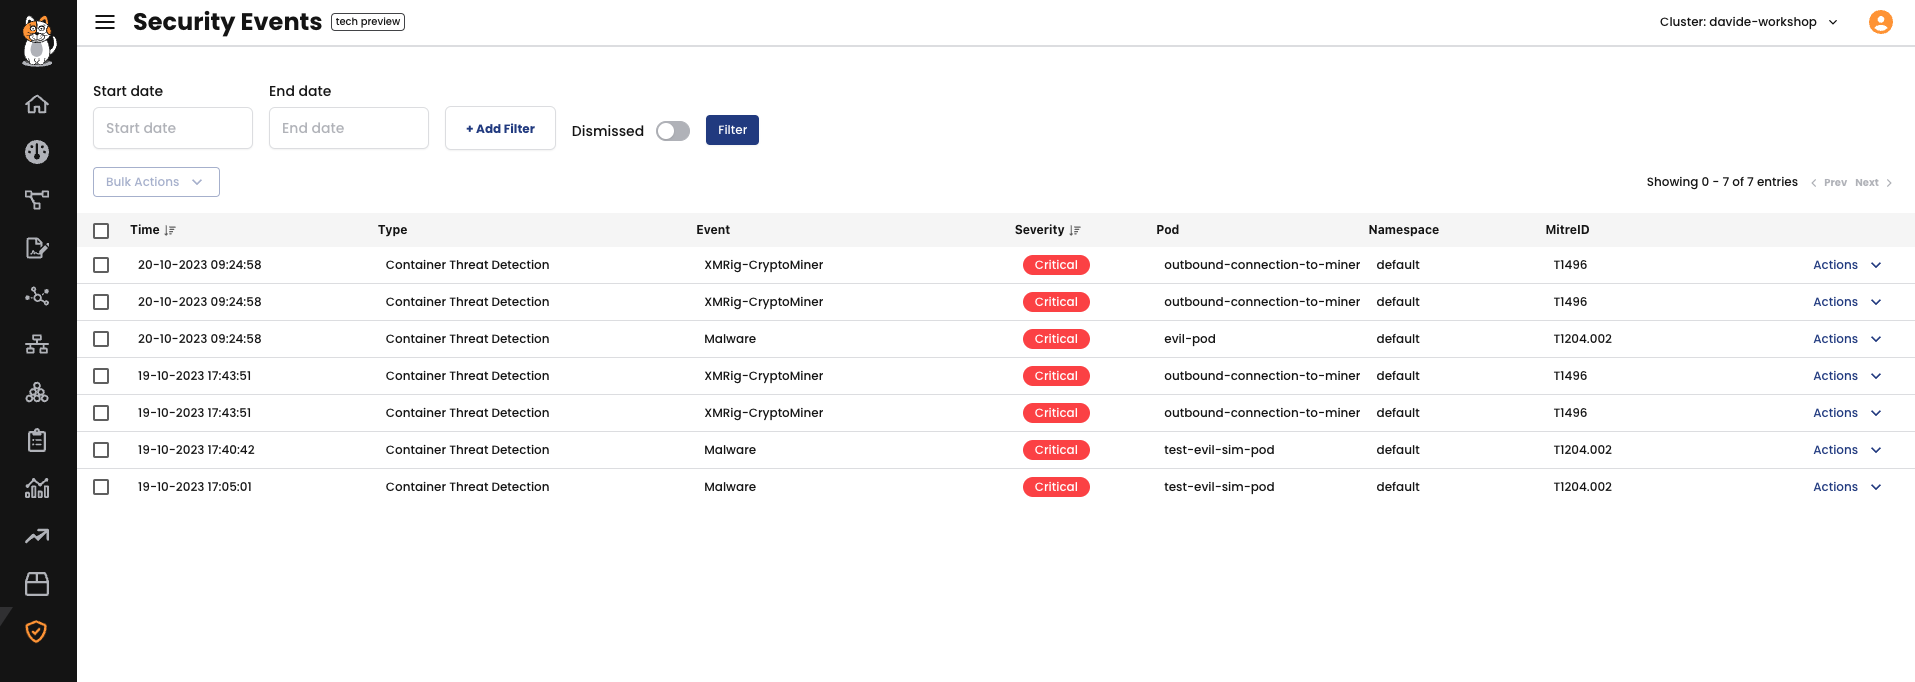 Security Events tech preview
Cluster: davide-workshop
Start date End date
Start date End date + Add Filter Dismissed Filter
Bulk Actions Showing 0 - 7 of 7 entries Prev Next
Time Type Event Severity Pod Namespace MitreID
20-10-2023 09:24:58 Container Threat Detection XMRig-CryptoMiner Critical outbound-connection-to-miner default T1496 Actions
20-10-2023 09:24:58 Container Threat Detection XMRig-CryptoMiner Critical outbound-connection-to-miner default T1496 Actions
20-10-2023 09:24:58 Container Threat Detection Malware Critical evil-pod default T1204.002 Actions
19-10-2023 17:43:51 Container Threat Detection XMRig-CryptoMiner Critical outbound-connection-to-miner default T1496 Actions
19-10-2023 17:43:51 Container Threat Detection XMRig-CryptoMiner Critical outbound-connection-to-miner default T1496 Actions
19-10-2023 17:40:42 Container Threat Detection Malware Critical test-evil-sim-pod default T1204.002 Actions
19-10-2023 17:05:01 Container Threat Detection Malware Critical test-evil-sim-pod default T1204.002 Actions